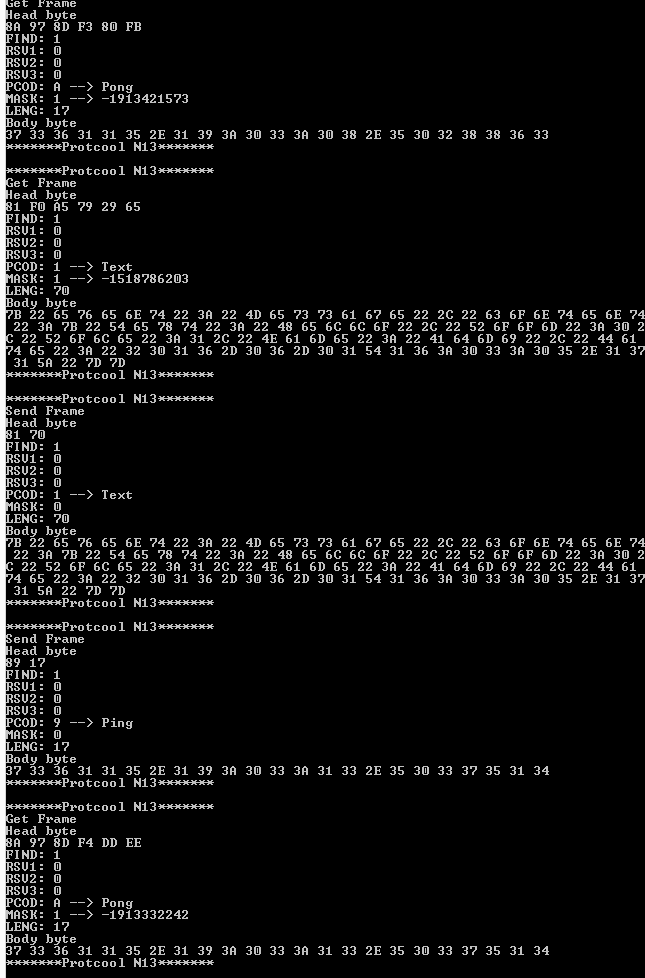 Get Frame
Head byte
8A 97 8D F3 80 FB
FIND: 1
RSV1: 0
RSV2: 0
RSV3: 0
PCOD: A --> Pong
MASK: 1 --> -1913421573
LENG: 17
Body byte
37 33 36 31 31 35 2E 31 39 3A 30 33 3A 30 38 2E 35 30 32 38 38 36 33
*******Protcool N13*******
*******Protcool N13*******
Get Frame
Head byte
81 F0 A5 79 29 65
FIND: 1
RSV1: 0
RSV2: 0
RSV3: 0
PCOD: 1 --> Text
MASK: 1 --> -1518786203
LENG: 70
Body byte
7B 22 65 76 65 6E 74 22 3A 22 4D 65 73 73 61 67 65 22 2C 22 63 6F 6E 74 65 6E 74
22 3A 7B 22 54 65 78 74 22 3A 22 48 65 6C 6C 6F 22 2C 22 52 6F 6F 6D 22 3A 30 2
C 22 52 6F 6C 65 22 3A 31 2C 22 4E 61 6D 65 22 3A 22 41 64 6D 69 22 2C 22 44 61
74 65 22 3A 22 32 30 31 36 2D 30 36 2D 30 31 54 31 36 3A 30 33 3A 30 35 2E 31 37
31 5A 22 7D 7D
*******Protcool N13*******
*******Protcool N13*******
Send Frame
Head byte
81 70
FIND: 1
RSV1: 0
RSV2: 0
RSV3: 0
PCOD: 1 --> Text
MASK: 0
LENG: 70
Body byte
7B 22 65 76 65 6E 74 22 3A 22 4D 65 73 73 61 67 65 22 2C 22 63 6F 6E 74 65 6E 74
22 3A 7B 22 54 65 78 74 22 3A 22 48 65 6C 6C 6F 22 2C 22 52 6F 6F 6D 22 3A 30 2
C 22 52 6F 6C 65 22 3A 31 2C 22 4E 61 6D 65 22 3A 22 41 64 6D 69 22 2C 22 44 61
74 65 22 3A 22 32 30 31 36 2D 30 36 2D 30 31 54 31 36 3A 30 33 3A 30 35 2E 31 37
31 5A 22 7D 7D
*******Protcool N13*******
*******Protcool N13*******
Send Frame
Head byte
89 17
FIND: 1
RSV1: 0
RSV2: 0
RSV3: 0
PCOD: 9 --> Ping
MASK: 0
LENG: 17
Body byte
37 33 36 31 31 35 2E 31 39 3A 30 33 3A 31 33 2E 35 30 33 37 35 31 34
*******Protcool N13*******
*******Protcool N13*******
Get Frame
Head byte
8A 97 8D F4 DD EE
FIND: 1
RSV1: 0
RSV2: 0
RSV3: 0
PCOD: A --> Pong
MASK: 1 --> -1913332242
LENG: 17
Body byte
37 33 36 31 31 35 2E 31 39 3A 30 33 3A 31 33 2E 35 30 33 37 35 31 34
*******Protcool N13*******